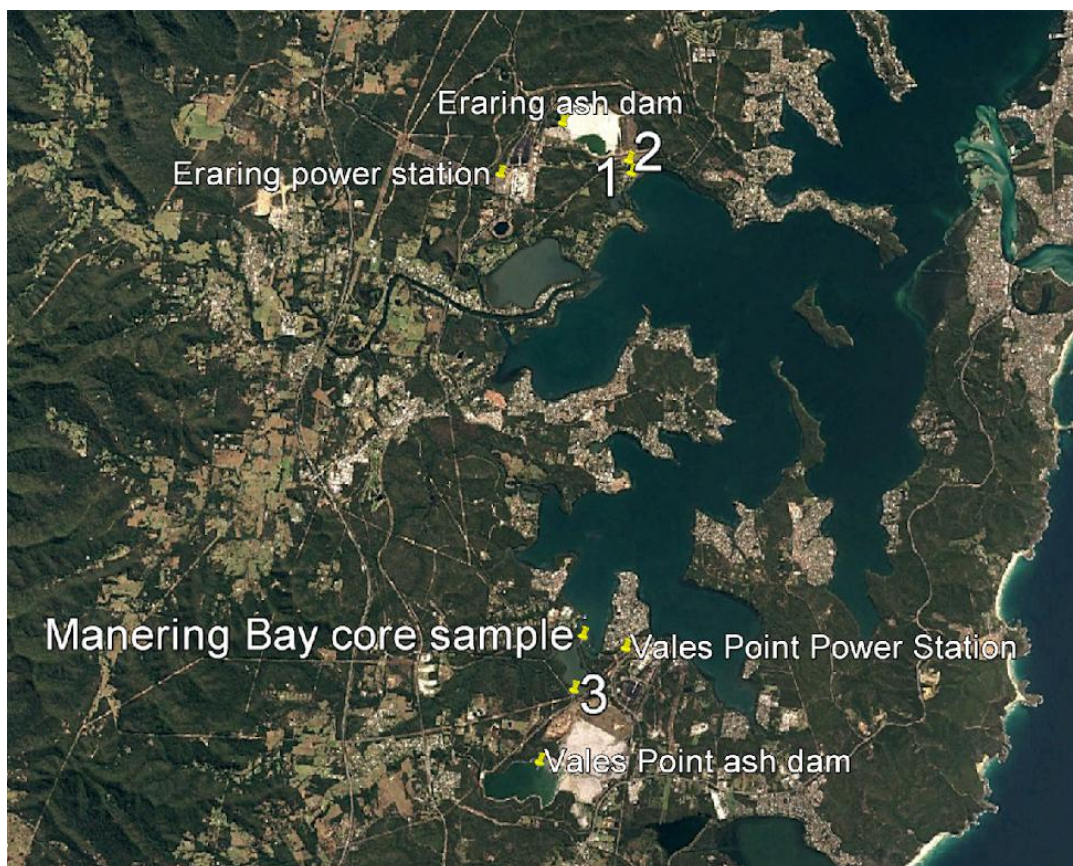 Eraring ash dam
2
Eraring power station
1
Manering Bay core sample
Vales Point Power Station
3
Vales Point ash dam